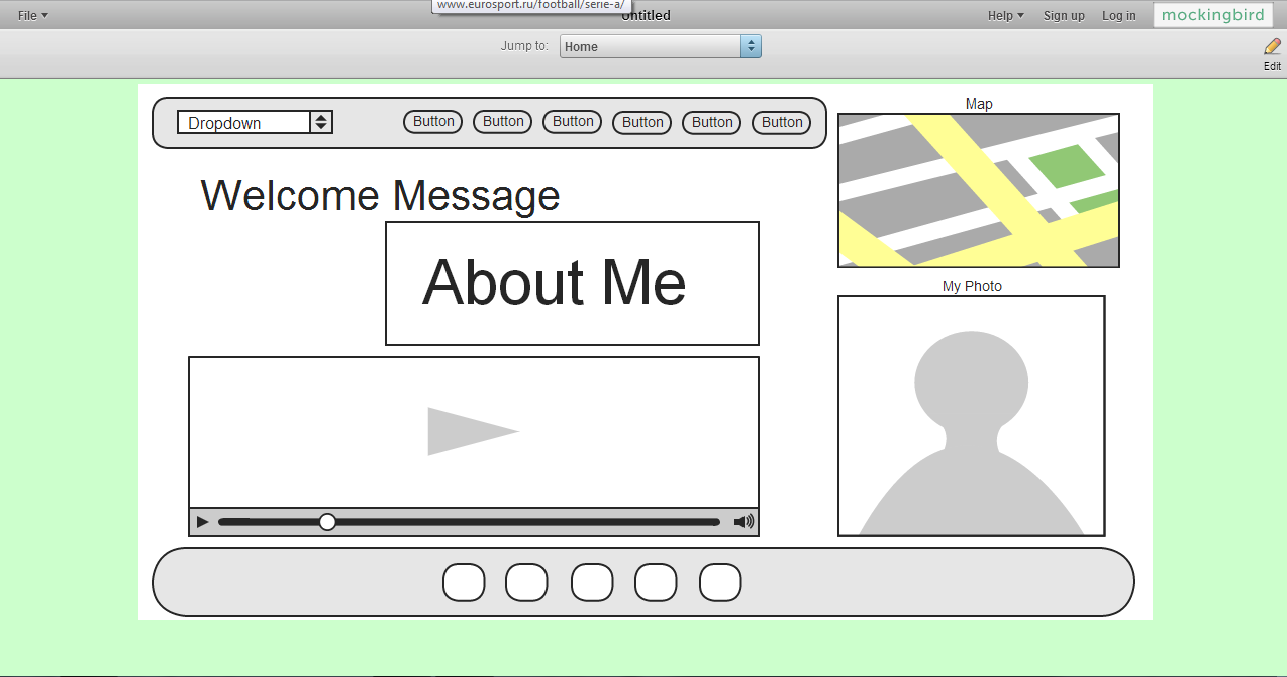 www.eurosport.ru/football/serie-a/
File Untitled Help Sign up Log in mockingbird
Jump to: Home
Edit
Map
Dropdown Button Button Button Button Button Button
Welcome Message
About Me
My Photo